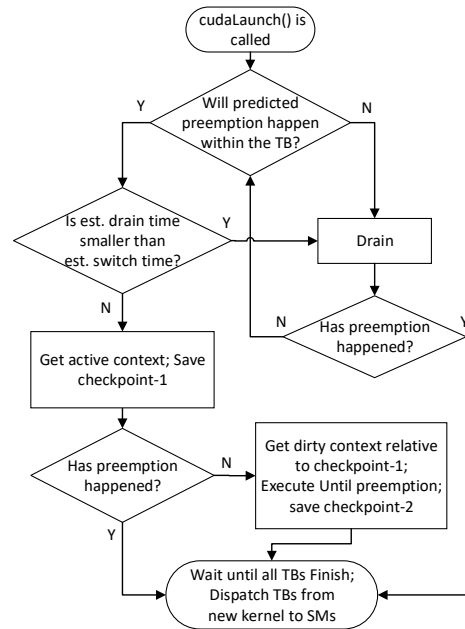 cudaLaunch() is
called
Y
Will predicted
preemption happen
within the TB?
N
Is est. drain time
smaller than
est. switch time?
Y
Drain
N
N
Has preemption
happened?
Y
Get active context; Save
checkpoint-1
Has preemption
happened?
N
Get dirty context relative
to checkpoint-1;
Execute Until preemption;
save checkpoint-2
Y
Wait until all TBs Finish;
Dispatch TBs from
new kernel to SMs